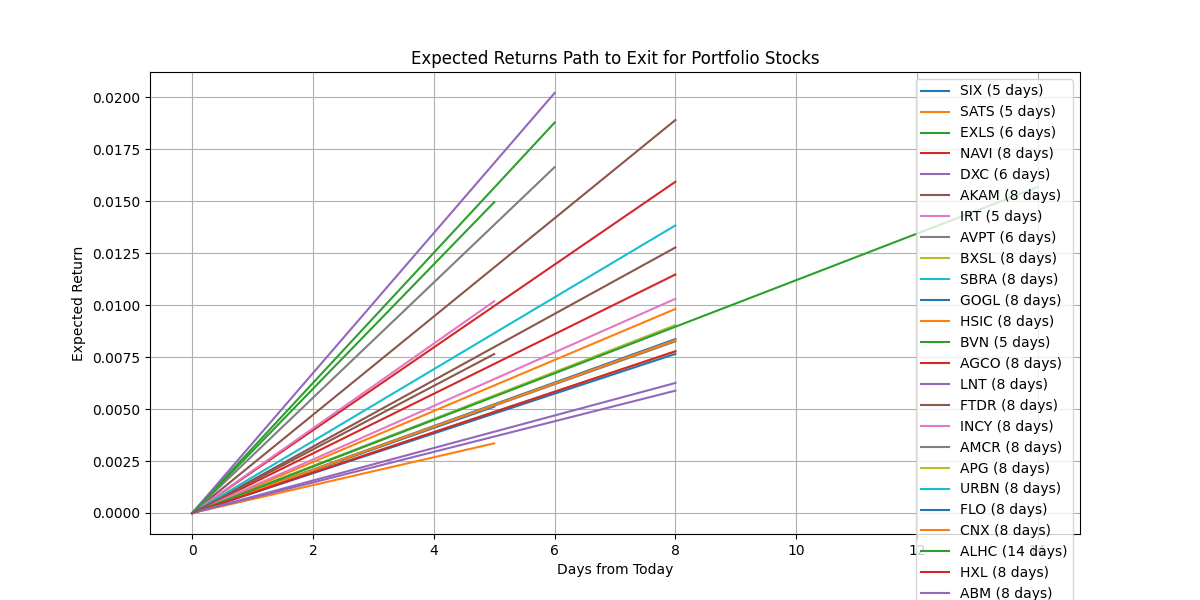 Expected Returns Path to Exit for Portfolio Stocks
Expected Return
0.0200
0.0175
0.0150
0.0125
0.0100
0.0075
0.0050
0.0025
0.0000
0 2 4 6 8 10 12 14
Days from Today
SIX (5 days)
SATS (5 days)
EXLS (6 days)
NAVI (8 days)
DXC (6 days)
AKAM (8 days)
IRT (5 days)
AVPT (6 days)
BXSL (8 days)
SBRA (8 days)
GOGL (8 days)
HSIC (8 days)
BVN (5 days)
AGCO (8 days)
LNT (8 days)
FTDR (8 days)
INCY (8 days)
AMCR (8 days)
APG (8 days)
URBN (8 days)
FLO (8 days)
CNX (8 days)
ALHC (14 days)
HXL (8 days)
ABM (8 days)